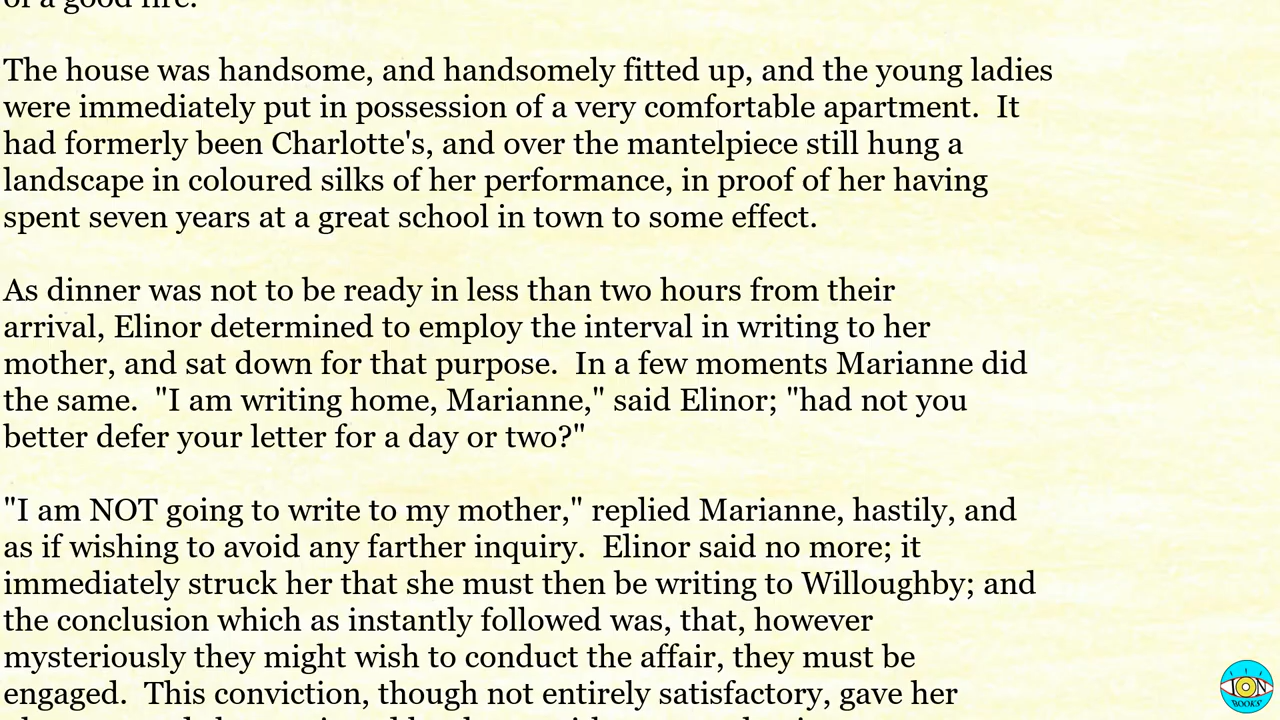 of a good fire.
The house was handsome, and handsomely fitted up, and the young ladies
were immediately put in possession of a very comfortable apartment.  It
had formerly been Charlotte's, and over the mantelpiece still hung a
landscape in coloured silks of her performance, in proof of her having
spent seven years at a great school in town to some effect.
As dinner was not to be ready in less than two hours from their
arrival, Elinor determined to employ the interval in writing to her
mother, and sat down for that purpose.  In a few moments Marianne did
the same.  "I am writing home, Marianne," said Elinor; "had not you
better defer your letter for a day or two?"
"I am NOT going to write to my mother," replied Marianne, hastily, and
as if wishing to avoid any farther inquiry.  Elinor said no more; it
immediately struck her that she must then be writing to Willoughby; and
the conclusion which as instantly followed was, that, however
mysteriously they might wish to conduct the affair, they must be
engaged.  This conviction, though not entirely satisfactory, gave her
ION
BOOKS